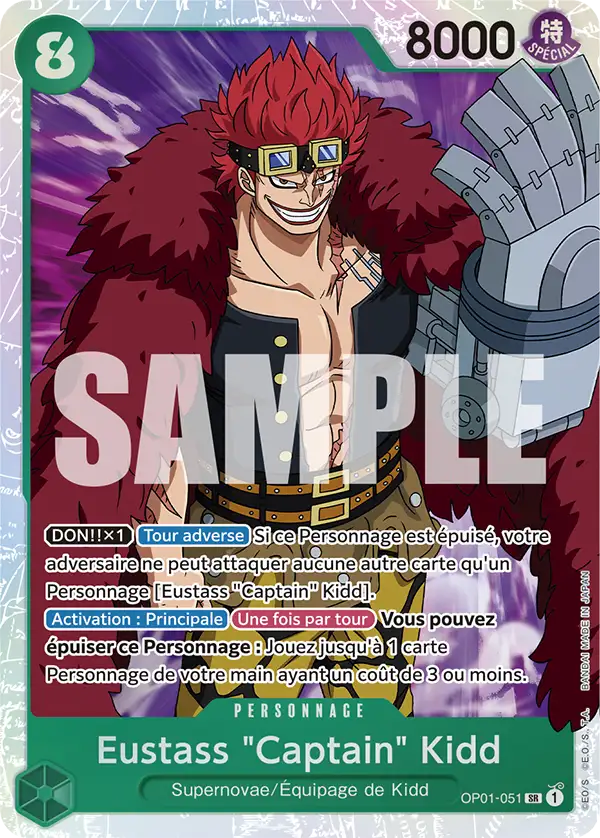 8
8000
特
SPÉCIAL
SAMPLE
DON!!×1 Tour adverse Si ce Personnage est épuisé, votre
adversaire ne peut attaquer aucune autre carte qu'un
Personnage [Eustass "Captain" Kidd].
Activation : Principale Une fois par tour Vous pouvez
épuiser ce Personnage : Jouez jusqu'à 1 carte
Personnage de votre main ayant un coût de 3 ou moins.
PERSONNAGE
Eustass "Captain" Kidd
Supernovae/Équipage de Kidd
OP01-051 SR 1
©E.O./S., T.A. BANDAI MADE IN JAPAN
©EO/S